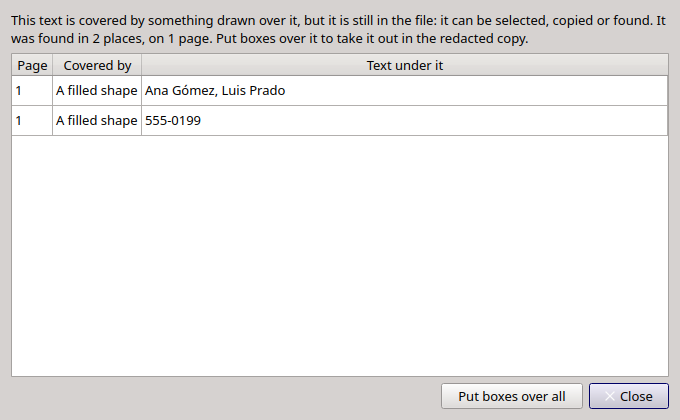 This text is covered by something drawn over it, but it is still in the file: it can be selected, copied or found. It
was found in 2 places, on 1 page. Put boxes over it to take it out in the redacted copy.
Page Covered by Text under it
1 A filled shape Ana Gómez, Luis Prado
1 A filled shape 555-0199
Put boxes over all Close